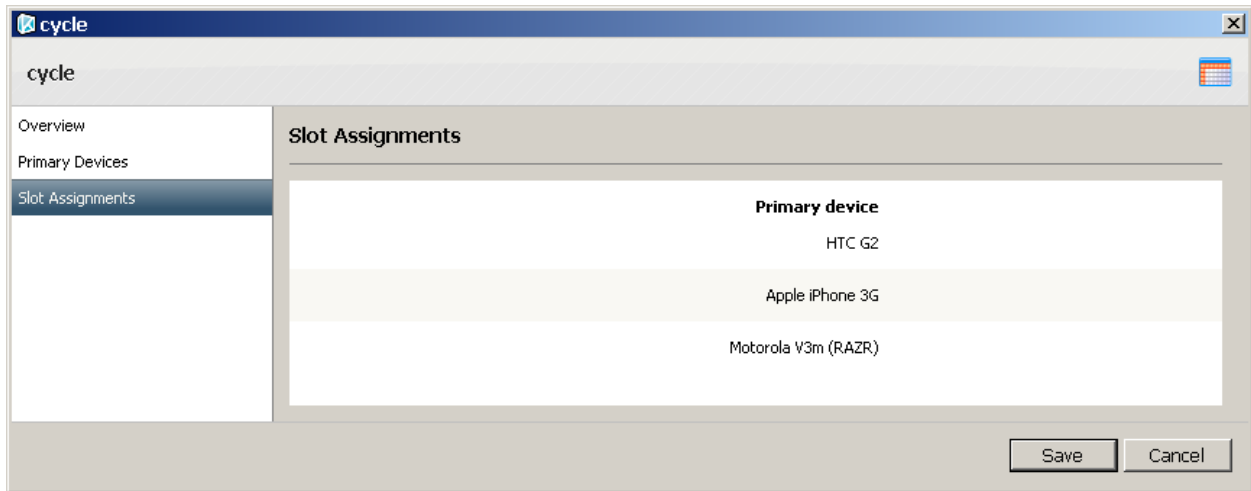 cycle
cycle
Overview
Primary Devices
Slot Assignments
Slot Assignments
Primary device
HTC G2
Apple iPhone 3G
Motorola V3m (RAZR)
Save
Cancel